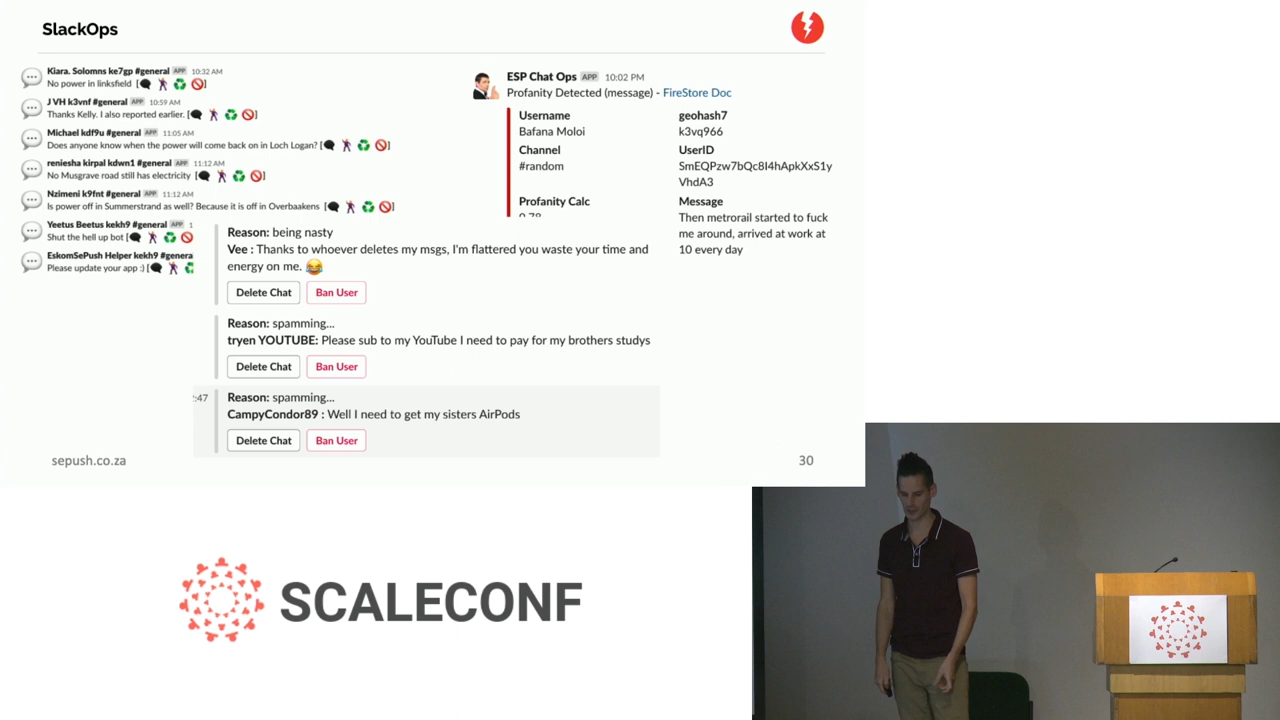 SlackOps
Kiara. Solomns ke7gp #general APP 10:32 AM
No power in linksfield [
]
J VH k3vnf #general APP 10:59 AM
Thanks Kelly. I also reported earlier. [
]
Michael kdf9u #general APP 11:05 AM
Does anyone know when the power will come back on in Loch Logan? [
]
reniesha kirpal kdwn1 #general APP 11:12 AM
No Musgrave road still has electricity [
]
Nzimeni k9fnt #general APP 11:12 AM
Is power off in Summerstrand as well? Because it is off in Overbaakens [
]
Yeetus Beetus kekh9 #general APP 1
Shut the hell up bot [
EskomSePush Helper kekh9 #genera
Please update your app :) [
ESP Chat Ops APP 10:02 PM
Profanity Detected (message) - FireStore Doc
Username
Bafana Moloi
Channel
#random
Profanity Calc
0.78
geohash7
k3vq966
UserID
SmEQPzw7bQc8I4hApkXxS1y
VhdA3
Message
Then metrorail started to fuck
me around, arrived at work at
10 every day
Reason: being nasty
Vee : Thanks to whoever deletes my msgs, I'm flattered you waste your time and
energy on me.
Delete Chat Ban User
Reason: spamming...
tryen YOUTUBE: Please sub to my YouTube I need to pay for my brothers studys
Delete Chat Ban User
:47 Reason: spamming...
CampyCondor89 : Well I need to get my sisters AirPods
Delete Chat Ban User
sepush.co.za
30
SCALECONF